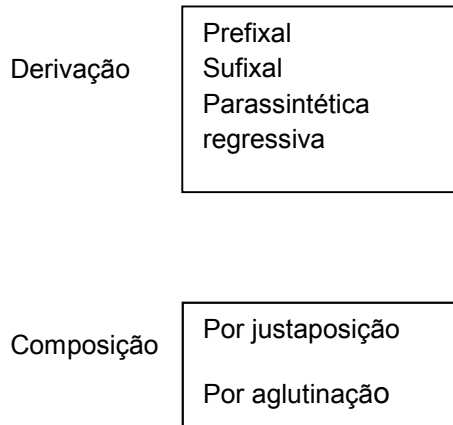 Derivação
Prefixal
Sufixal
Parassintética
regressiva
Composição
Por justaposição
Por aglutinação